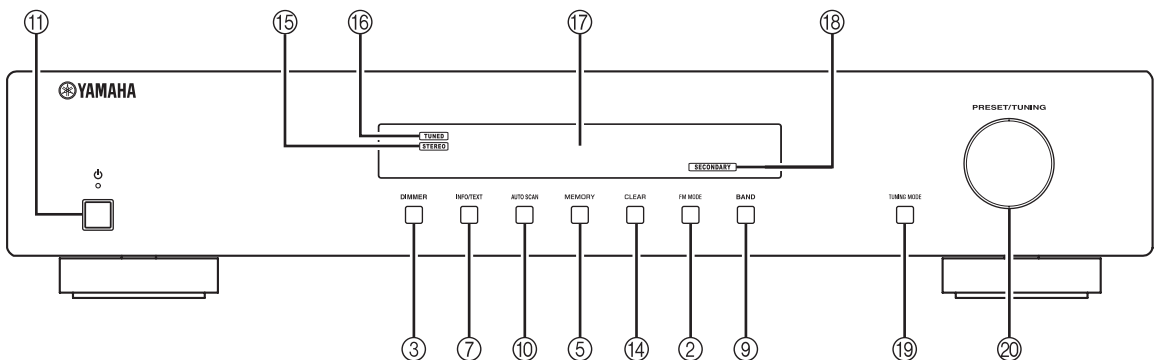 ⑪ ⑮ ⑯ ⑰ ⑱
YAMAHA
PRESET/TUNING
TUNED
STEREO
SECONDARY
DIMMER INFO/TEXT AUTO SCAN MEMORY CLEAR FM MODE BAND TUNING MODE
③ ⑦ ⑩ ⑤ ⑭ ② ⑨ ⑲ ⑳